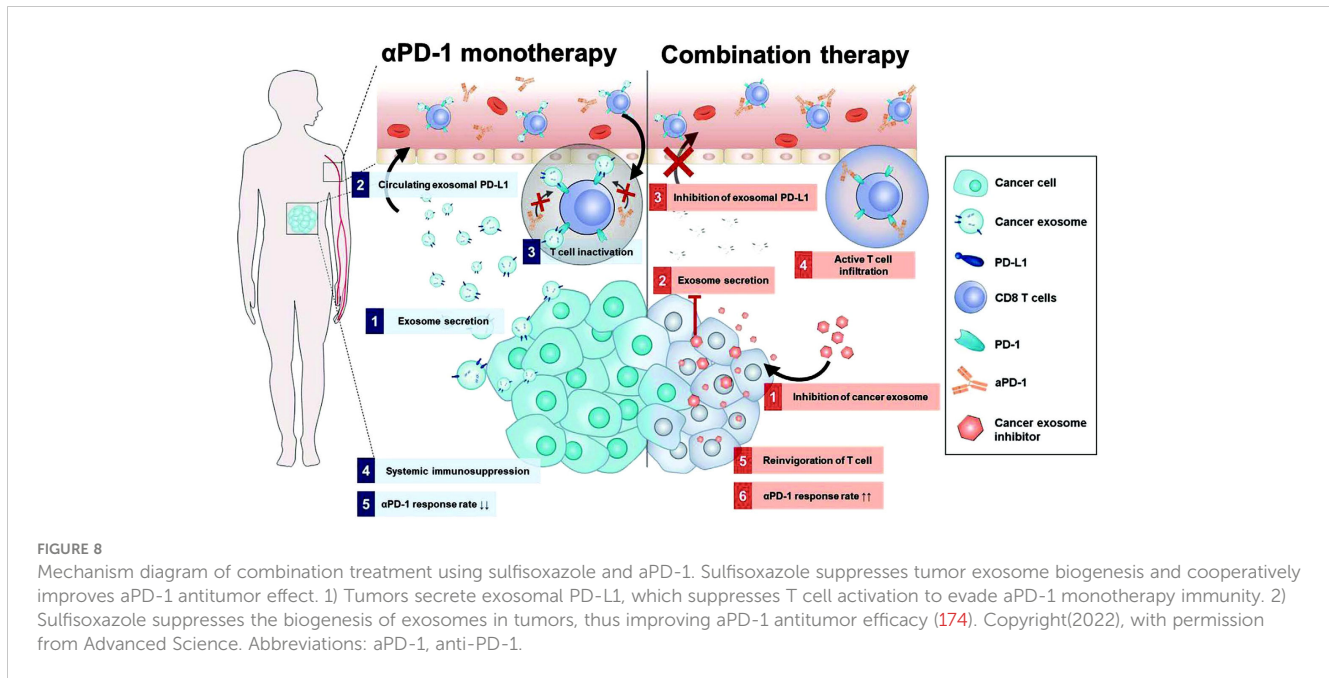 αPD-1 monotherapy
Combination therapy
2 Circulating exosomal PD-L1
3 T cell inactivation
1 Exosome secretion
4 Systemic immunosuppression
5 αPD-1 response rate ↓↓
3 Inhibition of exosomal PD-L1
4 Active T cell
infiltration
2 Exosome secretion
1 Inhibition of cancer exosome
5 Reinvigoration of T cell
6 αPD-1 response rate ↑↑
Cancer cell
Cancer exosome
PD-L1
CD8 T cells
PD-1
aPD-1
Cancer exosome
inhibitor
FIGURE 8
Mechanism diagram of combination treatment using sulfisoxazole and aPD-1. Sulfisoxazole suppresses tumor exosome biogenesis and cooperatively
improves aPD-1 antitumor effect. 1) Tumors secrete exosomal PD-L1, which suppresses T cell activation to evade aPD-1 monotherapy immunity. 2)
Sulfisoxazole suppresses the biogenesis of exosomes in tumors, thus improving aPD-1 antitumor efficacy (174). Copyright(2022), with permission
from Advanced Science. Abbreviations: aPD-1, anti-PD-1.